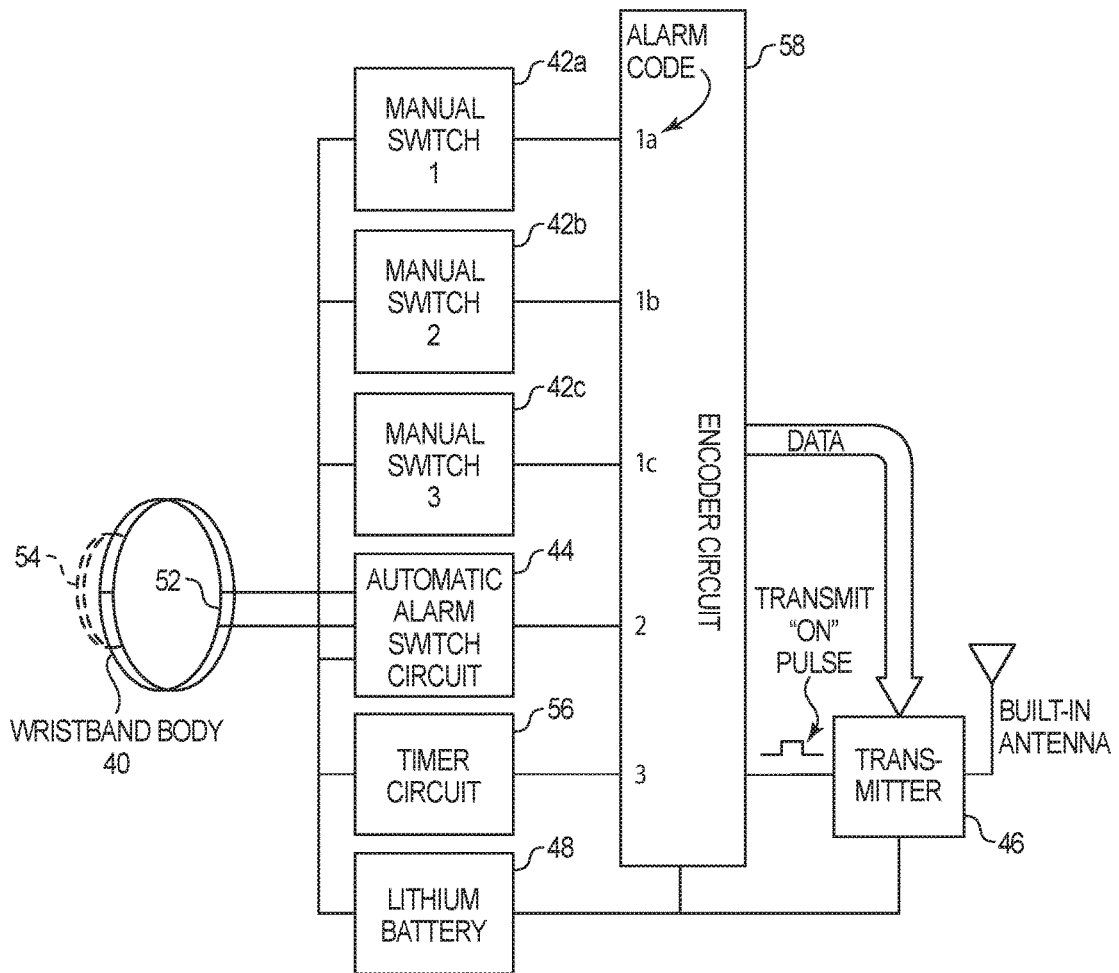 ALARM
CODE
58
42a
MANUAL
SWITCH
1
1a
42b
MANUAL
SWITCH
2
1b
42c
MANUAL
SWITCH
3
1c
ENCODER CIRCUIT
DATA
54
52
44
AUTOMATIC
ALARM
SWITCH
CIRCUIT
2
TRANSMIT
"ON"
PULSE
WRISTBAND BODY
40
56
TIMER
CIRCUIT
3
TRANS-
MITTER
BUILT-IN
ANTENNA
46
48
LITHIUM
BATTERY